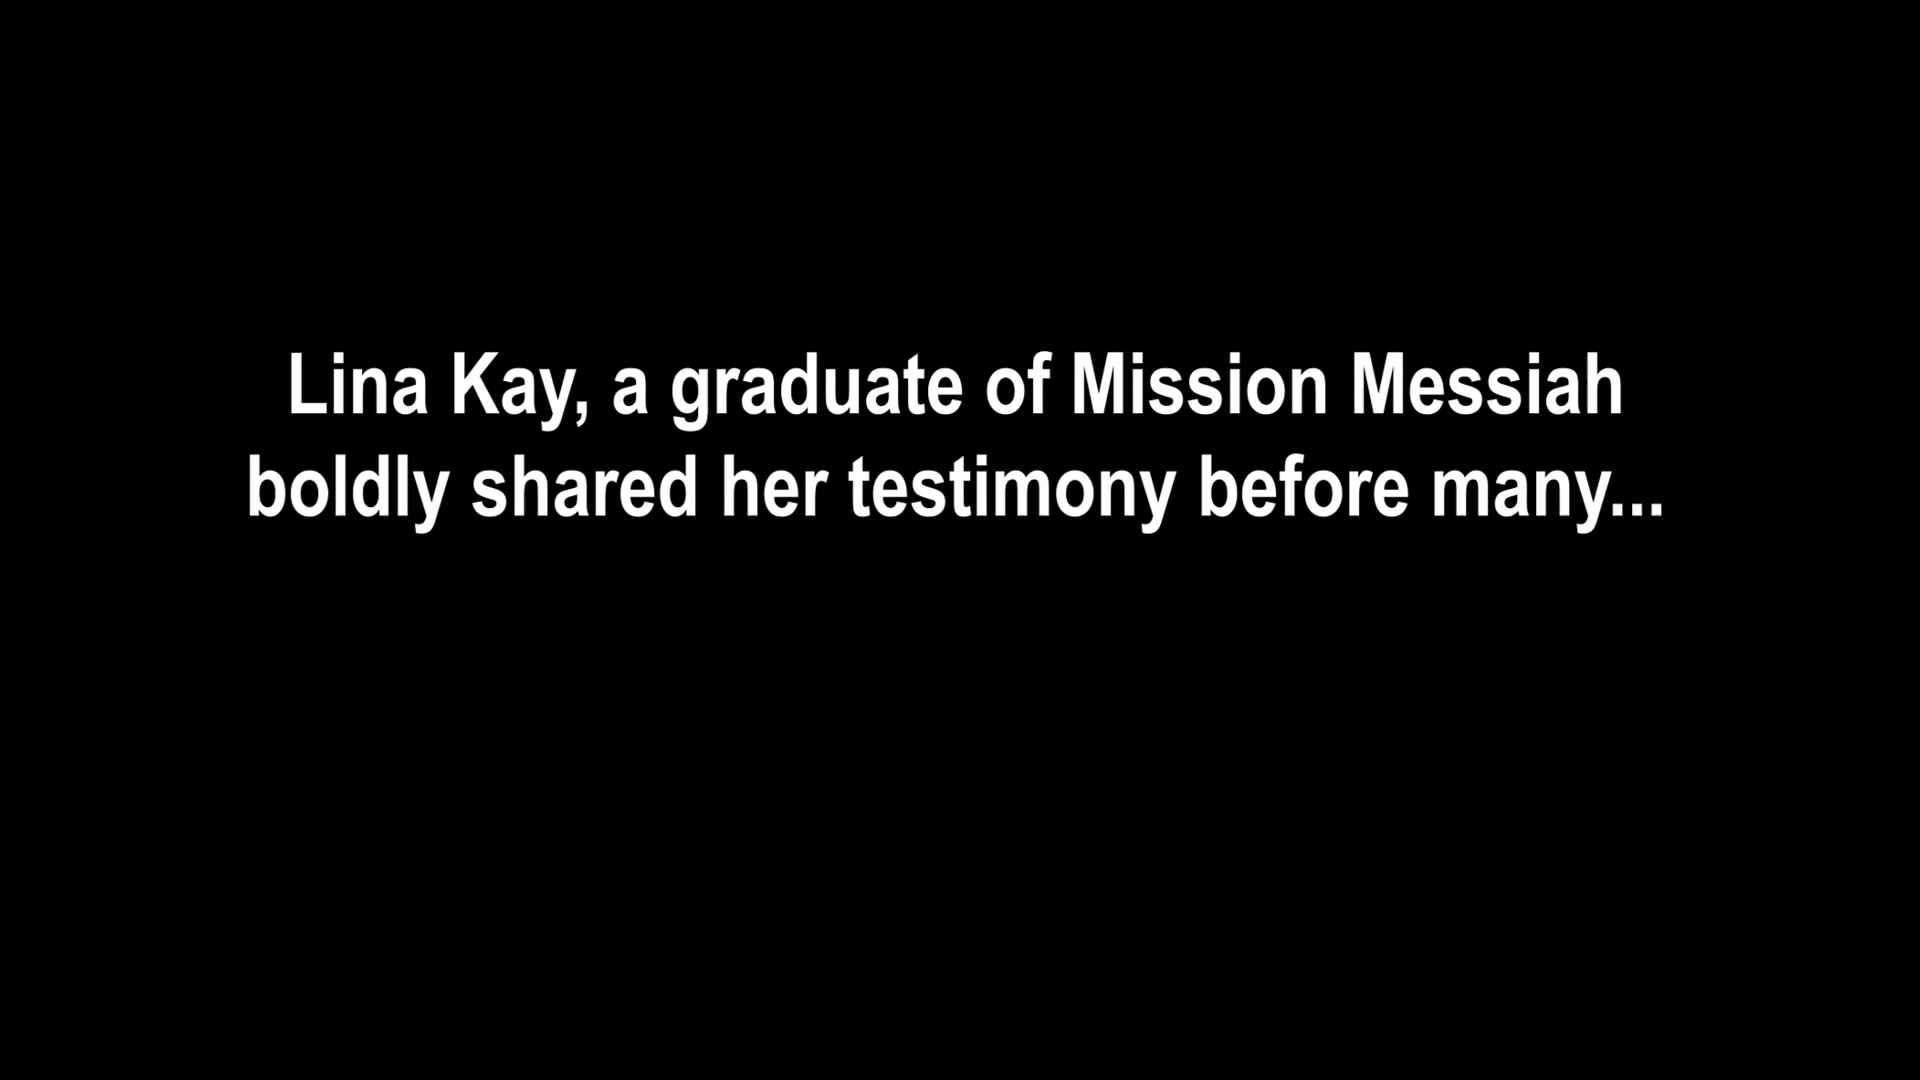 Lina Kay, a graduate of Mission Messiah
boldly shared her testimony before many...